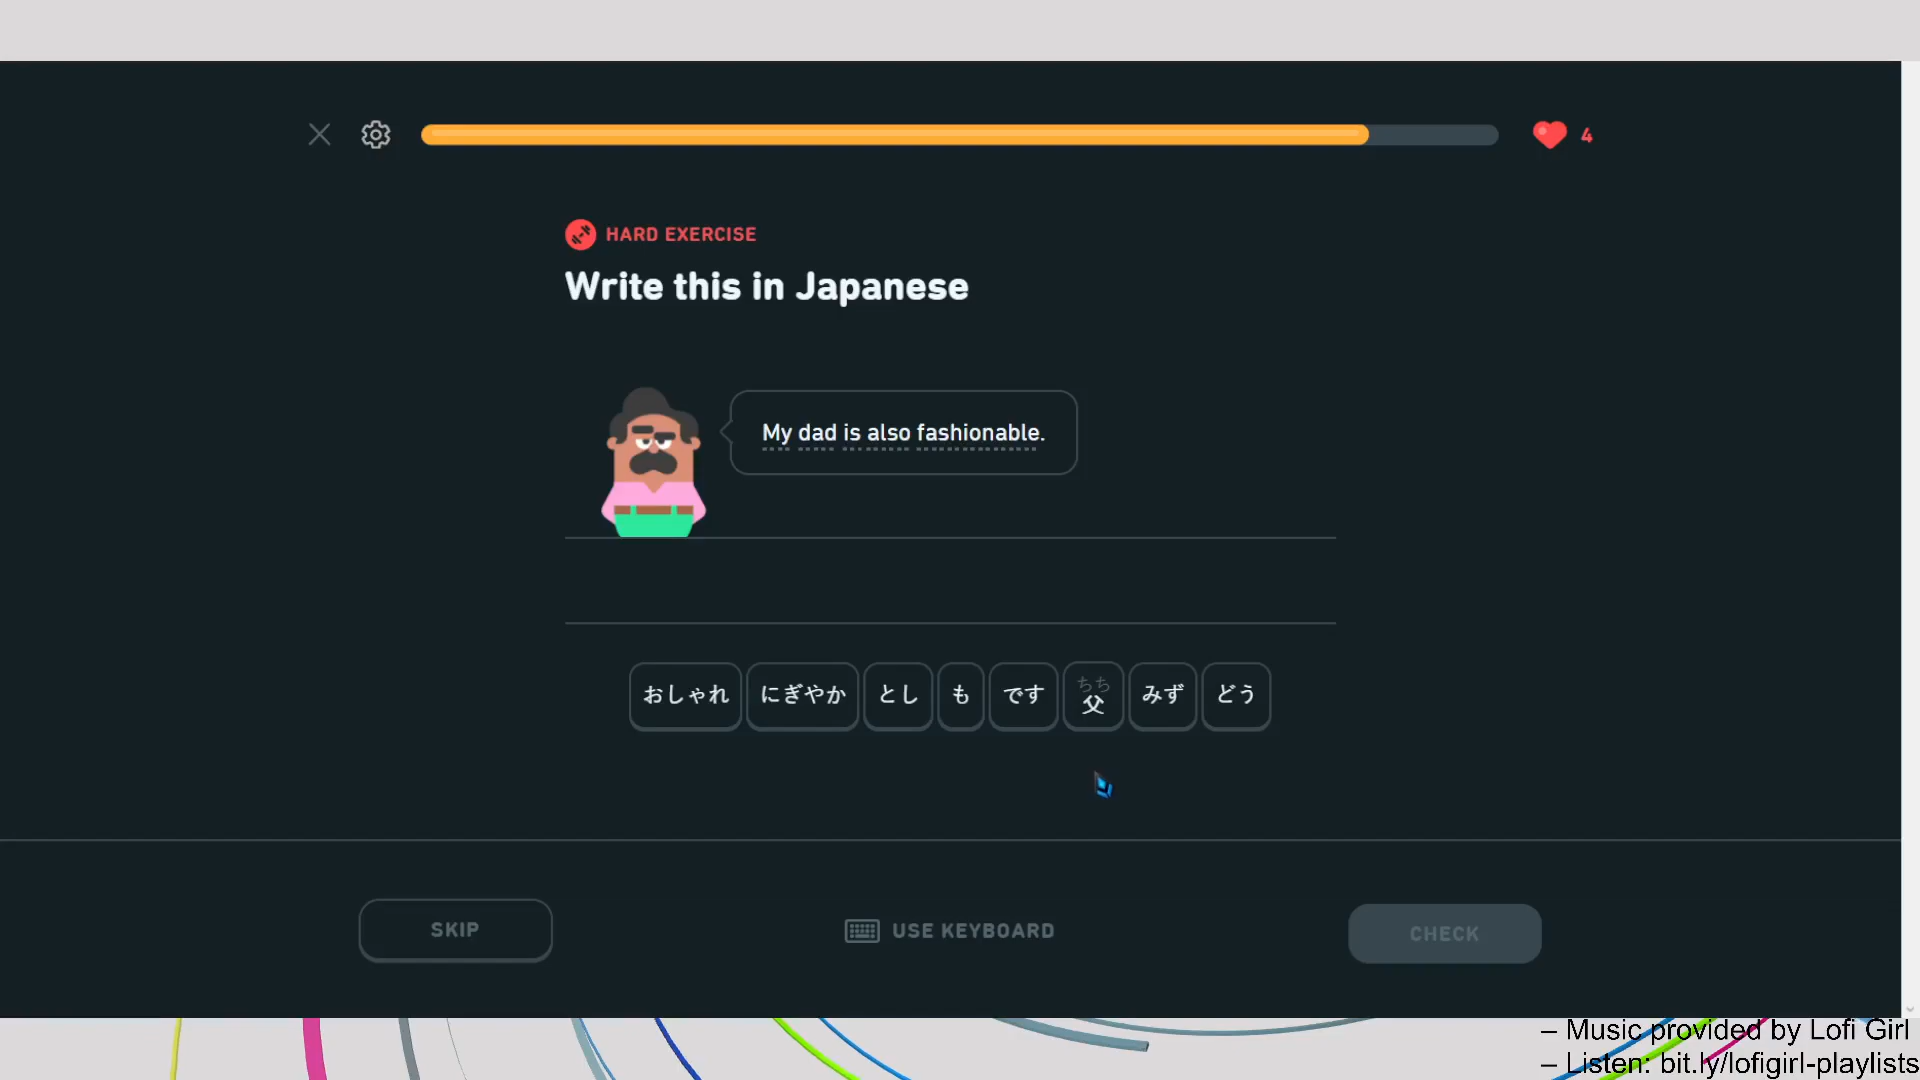 4
HARD EXERCISE
Write this in Japanese
My dad is also fashionable.
おしゃれ にぎやか とし も です 父 みず どう
ちち
SKIP USE KEYBOARD CHECK
– Music provided by Lofi Girl
– Listen: bit.ly/lofigirl-playlists